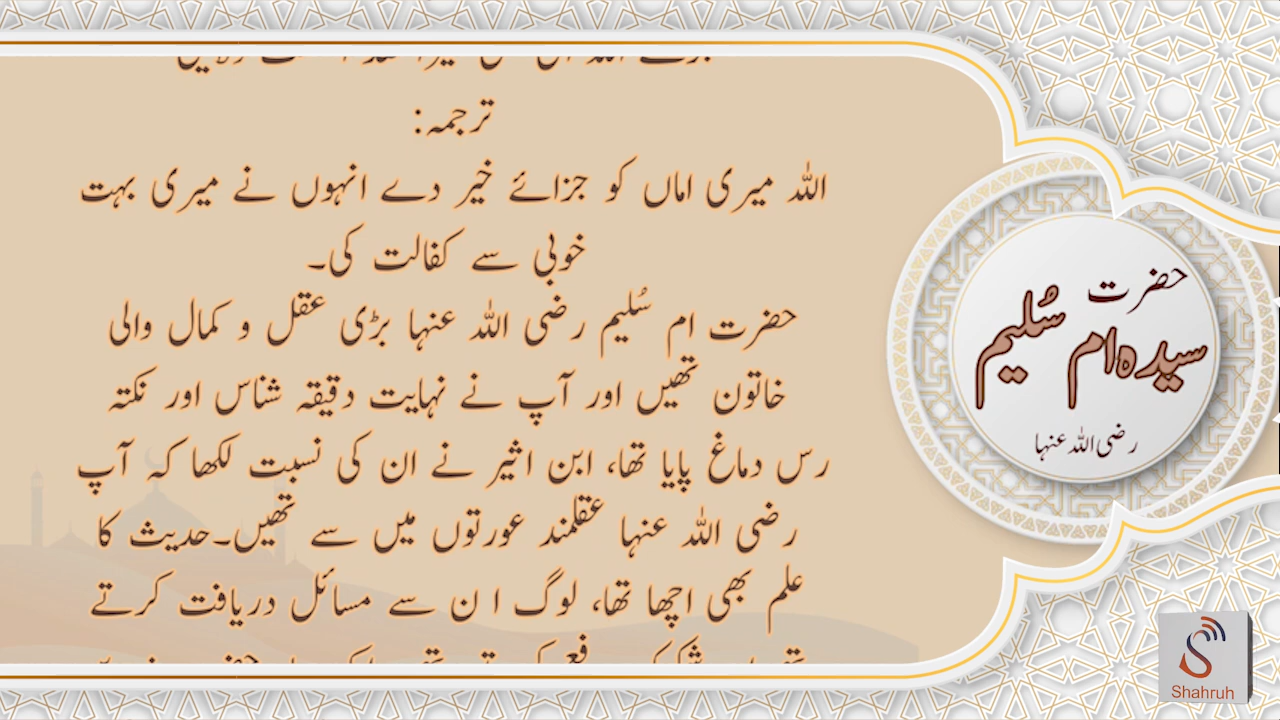 ترجمہ:
اللہ میری اماں کو جزائے خیر دے انہوں نے میری بہت
خوبی سے کفالت کی۔
حضرت ام سُلیم رضی اللہ عنہا بڑی عقل و کمال والی
خاتون تھیں اور آپ نے نہایت دقیقہ شناس اور نکتہ
رس دماغ پایا تھا، ابن اثیر نے ان کی نسبت لکھا کہ آپ
رضی اللہ عنہا عقلمند عورتوں میں سے تھیں۔حدیث کا
علم بھی اچھا تھا، لوگ ا ن سے مسائل دریافت کرتے
حضرت
سیدہ ام سُلیم
رضی اللہ عنہا
Shahruh